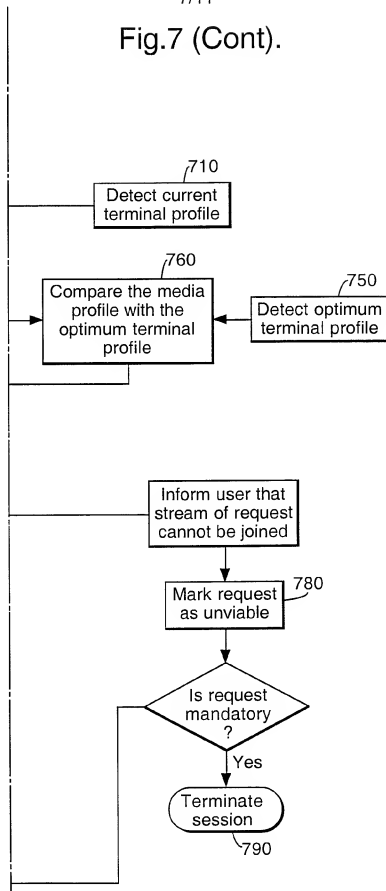 Fig.7 (Cont).
710
Detect current
terminal profile
760
Compare the media
profile with the
optimum terminal
profile
750
Detect optimum
terminal profile
Inform user that
stream of request
cannot be joined
Mark request
as unviable
780
Is request
mandatory
?
Yes
Terminate
session
790